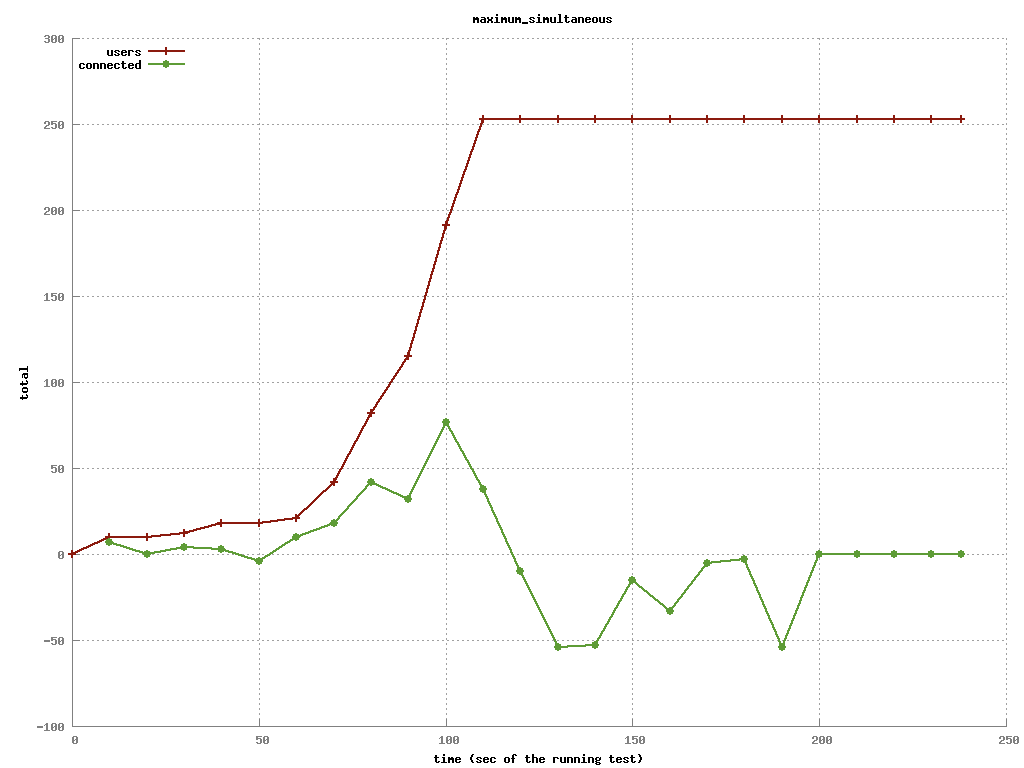 maximum_simultaneous
300
users
connected
250
200
150
100
50
0
-50
-100
total
0 50 100 150 200 250
time (sec of the running test)